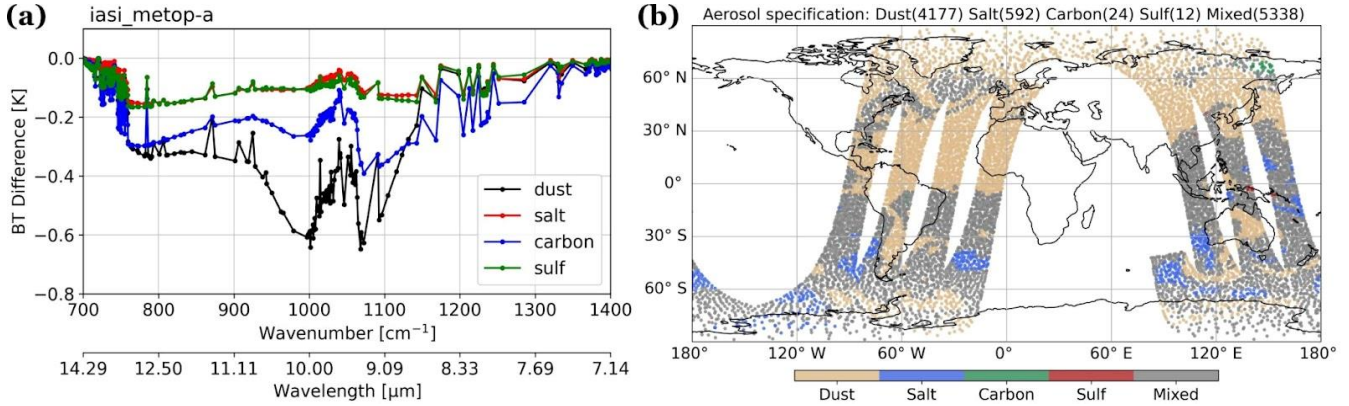 (a)
iasi_metop-a
BT Difference [K]
0.0
−0.2
−0.4
−0.6
−0.8
dust
salt
carbon
sulf
700 800 900 1000 1100 1200 1300 1400
Wavenumber [cm⁻¹]
14.29 12.50 11.11 10.00 9.09 8.33 7.69 7.14
Wavelength [μm]
(b)
Aerosol specification: Dust(4177) Salt(592) Carbon(24) Sulf(12) Mixed(5338)
60° N
30° N
0°
30° S
60° S
180° 120° W 60° W 0° 60° E 120° E 180°
Dust Salt Carbon Sulf Mixed